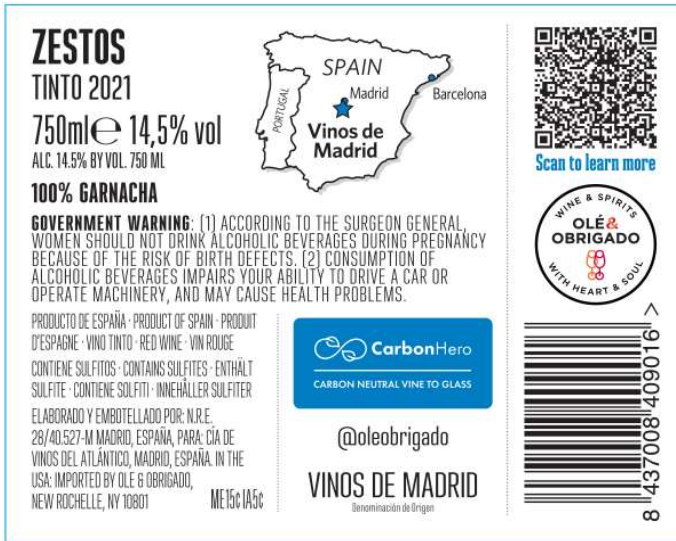 ZESTOS
TINTO 2021
750ml℮ 14,5% vol
ALC. 14.5% BY VOL. 750 ML
100% GARNACHA
SPAIN
PORTUGAL
Madrid
Barcelona
Vinos de
Madrid
GOVERNMENT WARNING: (1) ACCORDING TO THE SURGEON GENERAL,
WOMEN SHOULD NOT DRINK ALCOHOLIC BEVERAGES DURING PREGNANCY
BECAUSE OF THE RISK OF BIRTH DEFECTS. (2) CONSUMPTION OF
ALCOHOLIC BEVERAGES IMPAIRS YOUR ABILITY TO DRIVE A CAR OR
OPERATE MACHINERY, AND MAY CAUSE HEALTH PROBLEMS.
PRODUCTO DE ESPAÑA · PRODUCT OF SPAIN · PRODUIT
D'ESPAGNE · VINO TINTO · RED WINE · VIN ROUGE
CONTIENE SULFITOS · CONTAINS SULFITES · ENTHÄLT
SULFITE · CONTIENE SOLFITI · INNEHÅLLER SULFITER
ELABORADO Y EMBOTELLADO POR: N.R.E.
28/40.527-M MADRID, ESPAÑA, PARA: CÍA DE
VINOS DEL ATLÁNTICO, MADRID, ESPAÑA. IN THE
USA: IMPORTED BY OLE & OBRIGADO,
NEW ROCHELLE, NY 10801
ME 15¢ IA 5¢
CarbonHero
CARBON NEUTRAL VINE TO GLASS
@oleobrigado
VINOS DE MADRID
Denominación de Origen
Scan to learn more
WINE & SPIRITS
OLÉ &
OBRIGADO
WITH HEART & SOUL
8 437008 409016 >